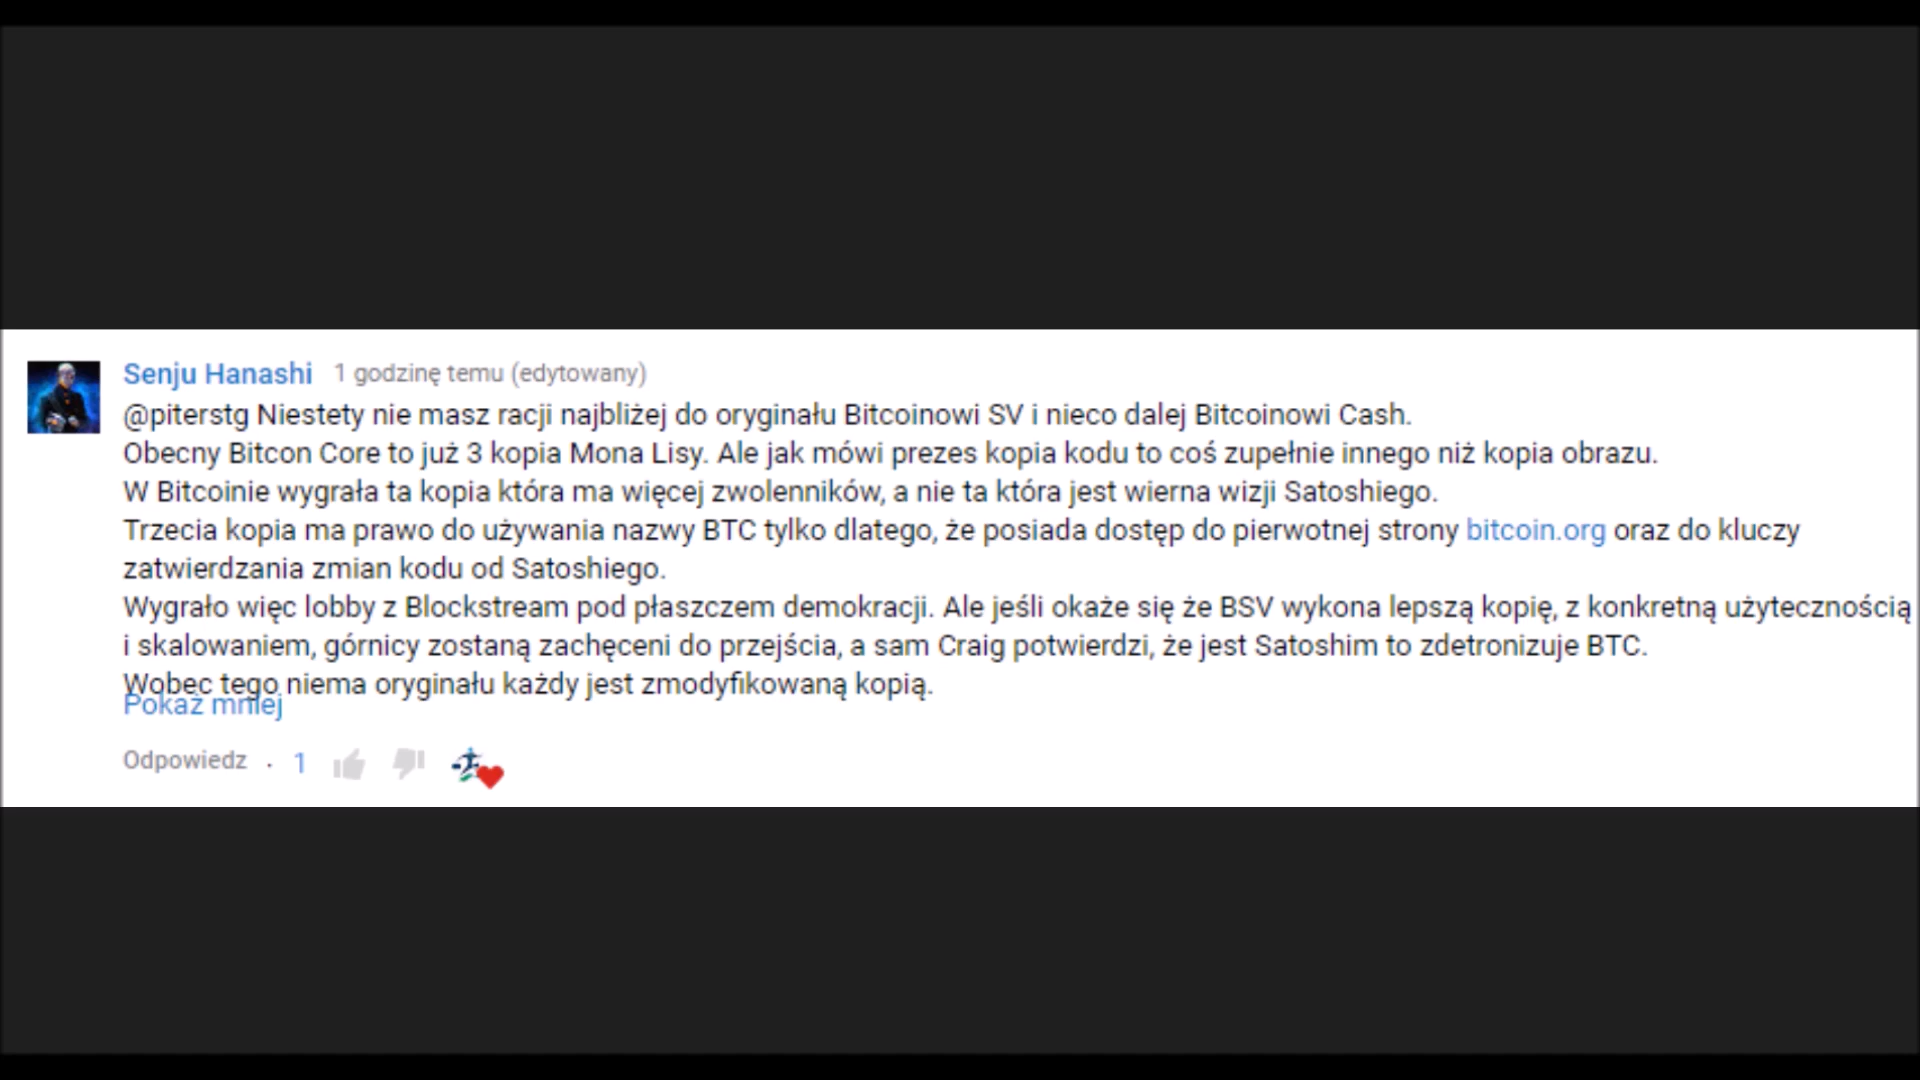 Senju Hanashi 1 godzinę temu (edytowany)
@piterstg Niestety nie masz racji najbliżej do oryginału Bitcoinowi SV i nieco dalej Bitcoinowi Cash.
Obecny Bitcon Core to już 3 kopia Mona Lisy. Ale jak mówi prezes kopia kodu to coś zupełnie innego niż kopia obrazu.
W Bitcoinie wygrała ta kopia która ma więcej zwolenników, a nie ta która jest wierna wizji Satoshiego.
Trzecia kopia ma prawo do używania nazwy BTC tylko dlatego, że posiada dostęp do pierwotnej strony bitcoin.org oraz do kluczy
zatwierdzania zmian kodu od Satoshiego.
Wygrało więc lobby z Blockstream pod płaszczem demokracji. Ale jeśli okaże się że BSV wykona lepszą kopię, z konkretną użytecznością
i skalowaniem, górnicy zostaną zachęceni do przejścia, a sam Craig potwierdzi, że jest Satoshim to zdetronizuje BTC.
Wobec tego niema oryginału każdy jest zmodyfikowaną kopią.
Pokaż mniej
Odpowiedz · 1